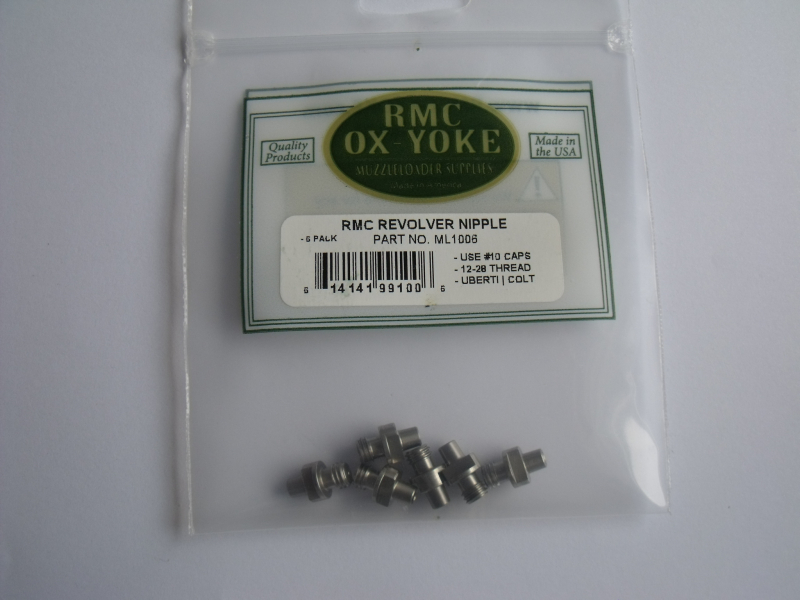 RMC
OX-YOKE
MUZZLELOADER SUPPLIES
Quality
Products
Made in
the USA
RMC REVOLVER NIPPLE
- 6 PACK
PART NO. ML1006
- USE #10 CAPS
- 12-28 THREAD
- UBERTI | COLT
6 14141 99100 6